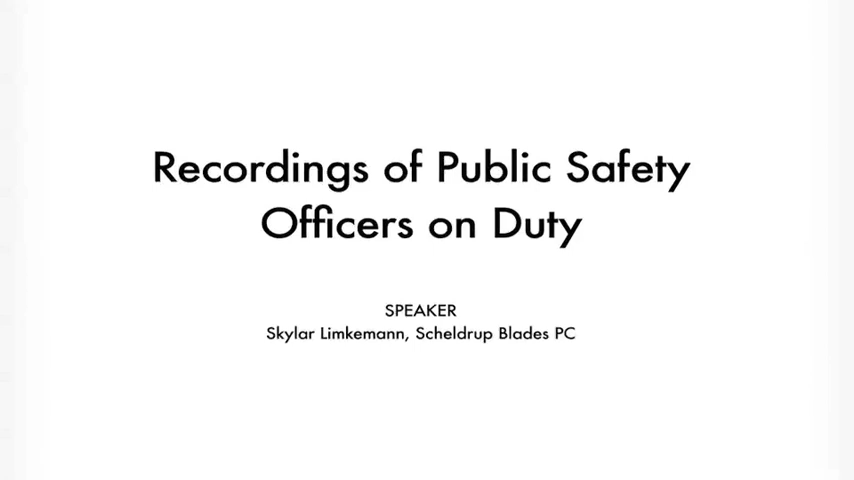 Recordings of Public Safety
Officers on Duty
SPEAKER
Skylar Limkemann, Scheldrup Blades PC